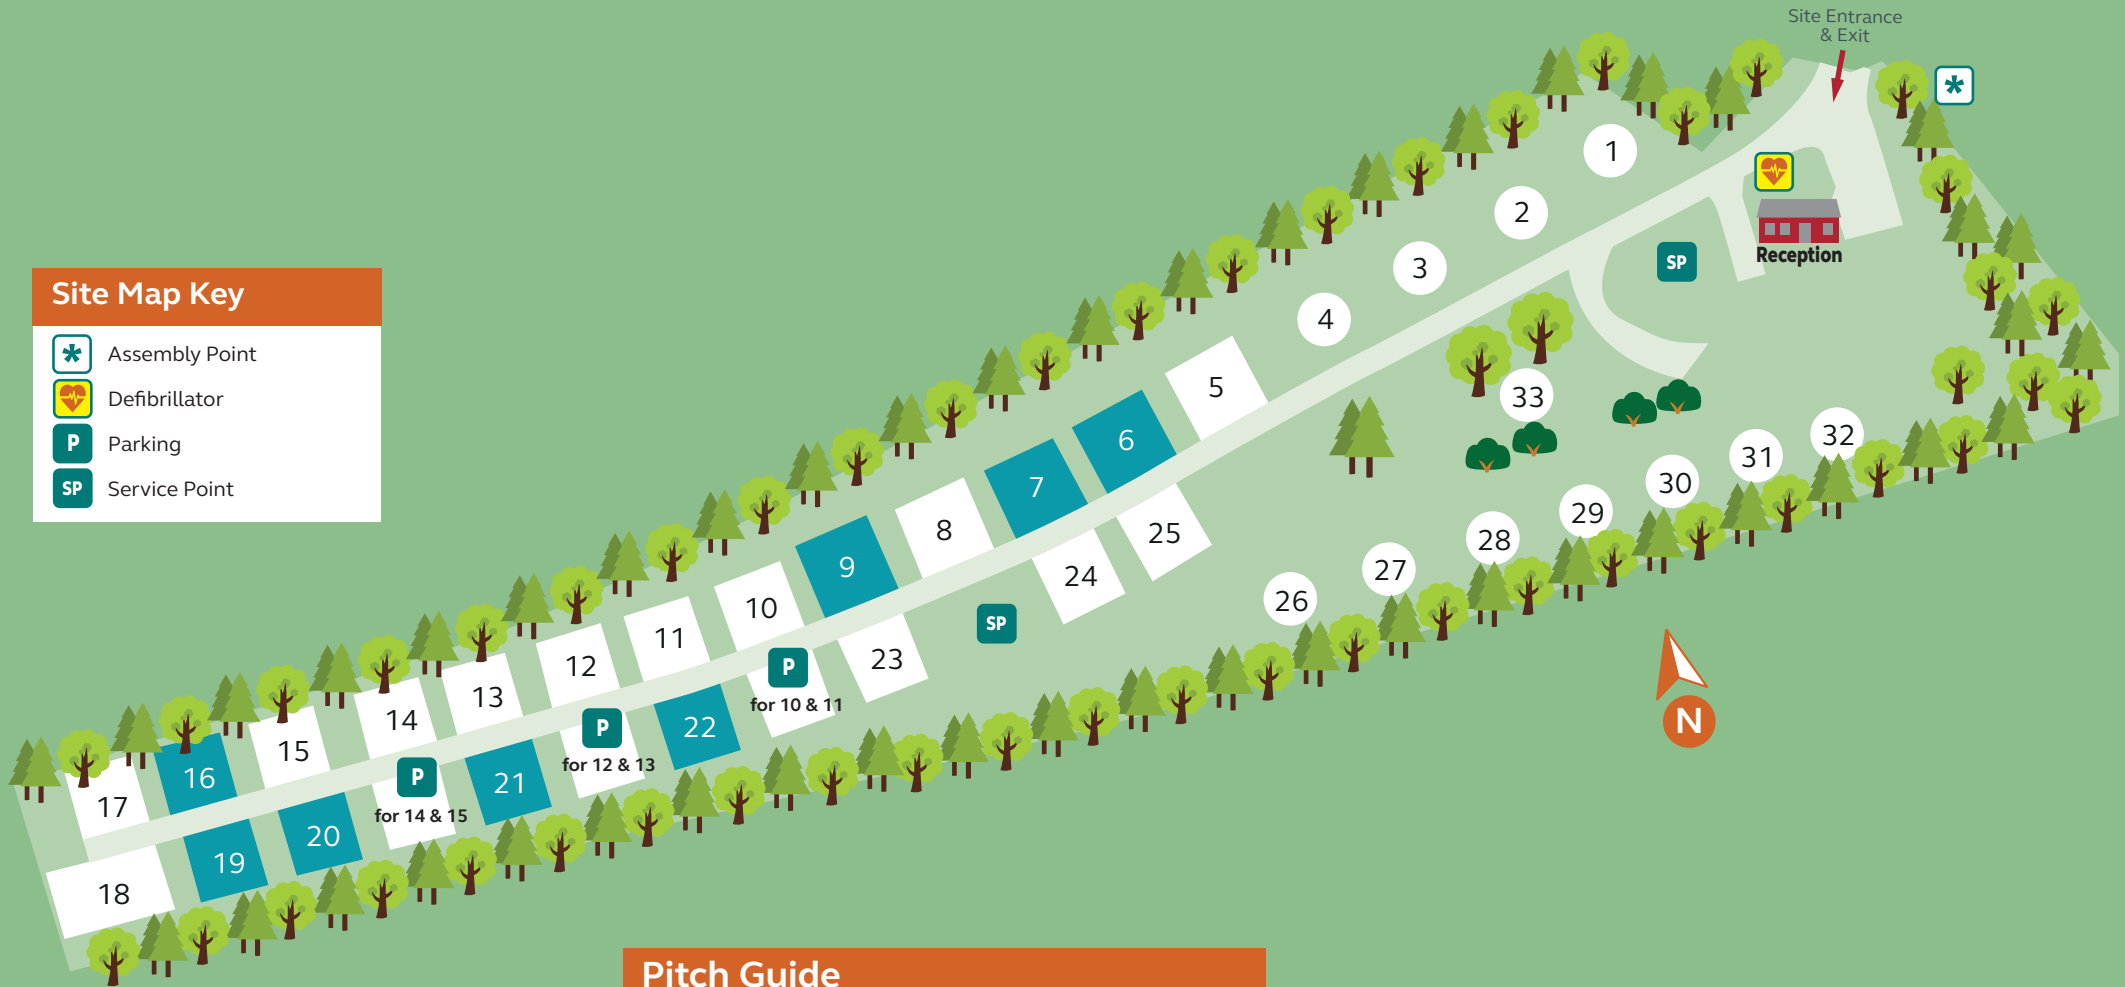 Site Entrance
& Exit
*
1
2
SP
Reception
3
4
Site Map Key
* Assembly Point
Defibrillator
P Parking
SP Service Point
5
33
6
32
31
7
30
8
25
29
28
9
24
27
26
10
SP
11
23
12
P
for 10 & 11
13
22
14
P
for 12 & 13
15
21
16
P
for 14 & 15
17
20
19
18
N
Pitch Guide